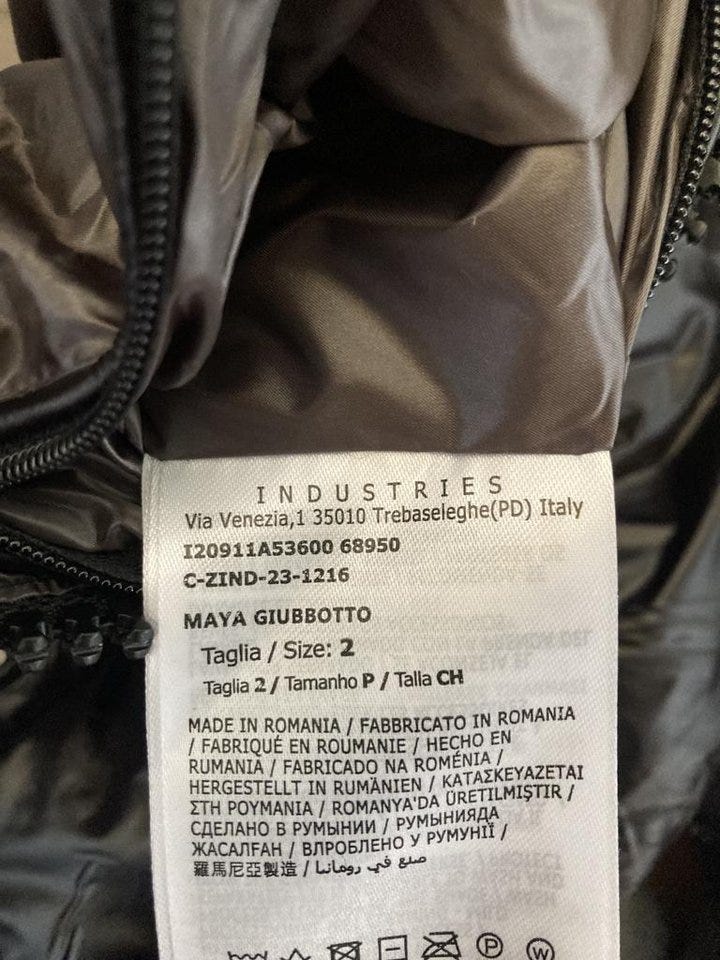 INDUSTRIES
Via Venezia,1 35010 Trebaseleghe(PD) Italy
I20911A53600 68950
C-ZIND-23-1216
MAYA GIUBBOTTO
Taglia / Size: 2
Taglia 2 / Tamanho P / Talla CH
MADE IN ROMANIA / FABBRICATO IN ROMANIA
/ FABRIQUÉ EN ROUMANIE / HECHO EN
RUMANIA / FABRICADO NA ROMÉNIA /
HERGESTELLT IN RUMÄNIEN / ΚΑΤΑΣΚΕΥΑΖΕΤΑΙ
ΣΤΗ ΡΟΥΜΑΝΙΑ / ROMANYA'DA ÜRETILMIŞTIR /
СДЕЛАНО В РУМЫНИИ / РУМЫНИЯДА
ЖАСАЛҒАН / ВЛРОБЛЕНО У РУМУНІЇ /
羅馬尼亞製造 / صنع في رومانيا
P W